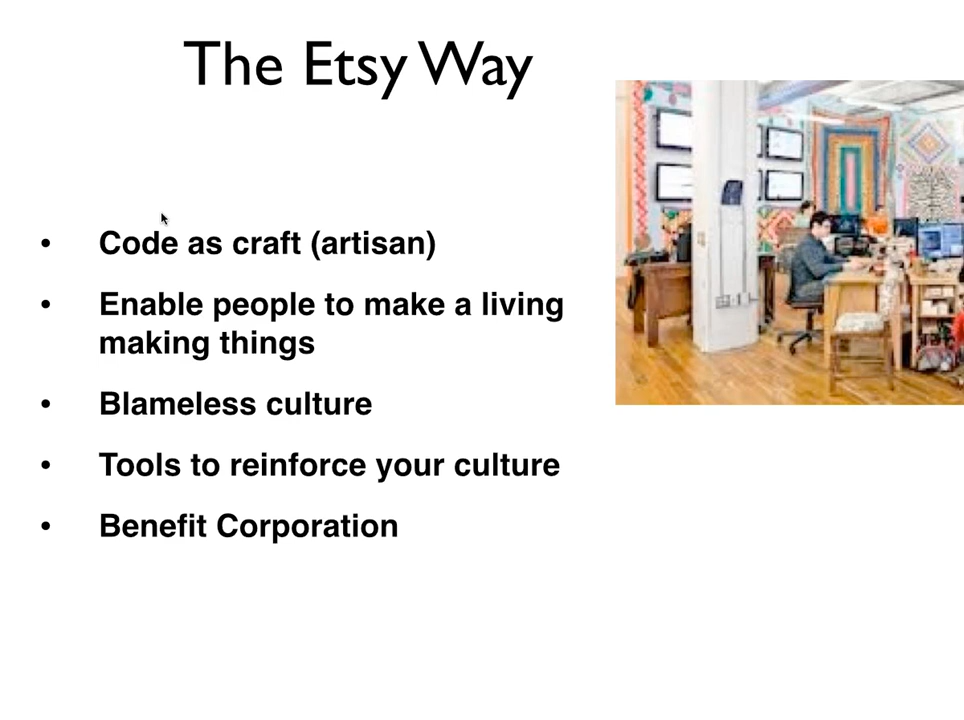 The Etsy Way
• Code as craft (artisan)
• Enable people to make a living
making things
• Blameless culture
• Tools to reinforce your culture
• Benefit Corporation